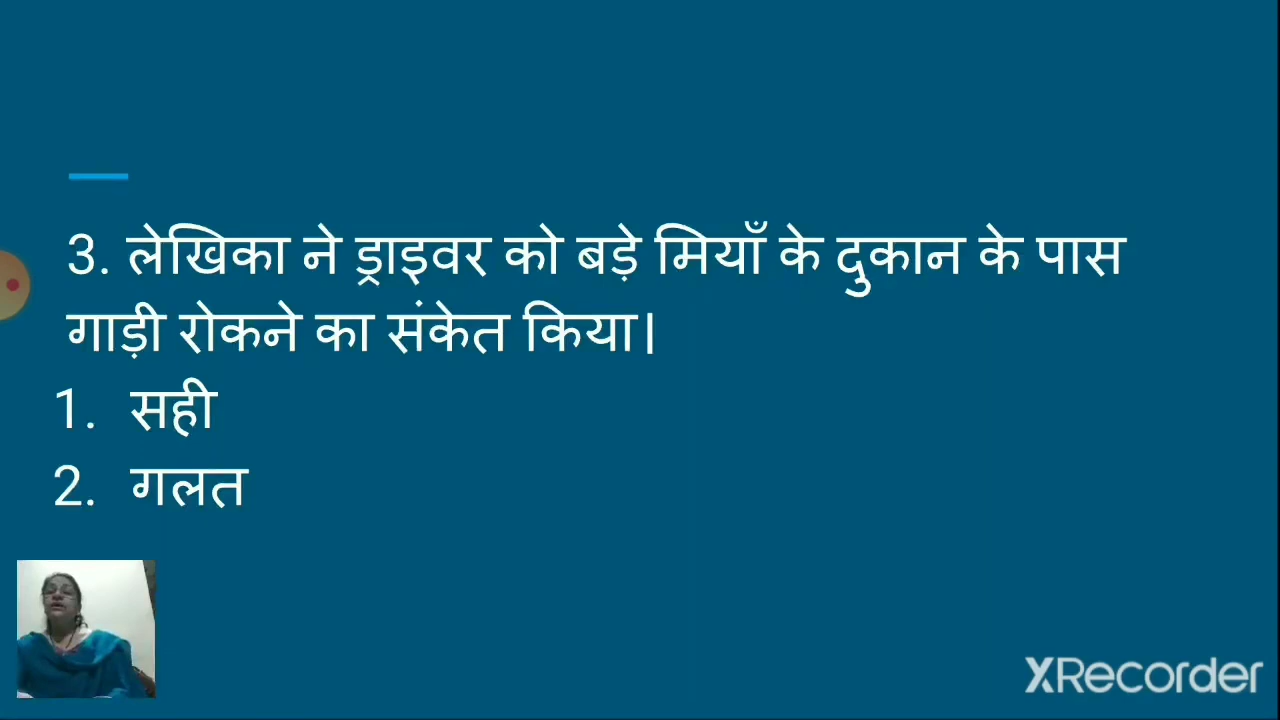 3. लेखिका ने ड्राइवर को बड़े मियाँ के दुकान के पास
गाड़ी रोकने का संकेत किया।
1. सही
2. गलत
XRecorder